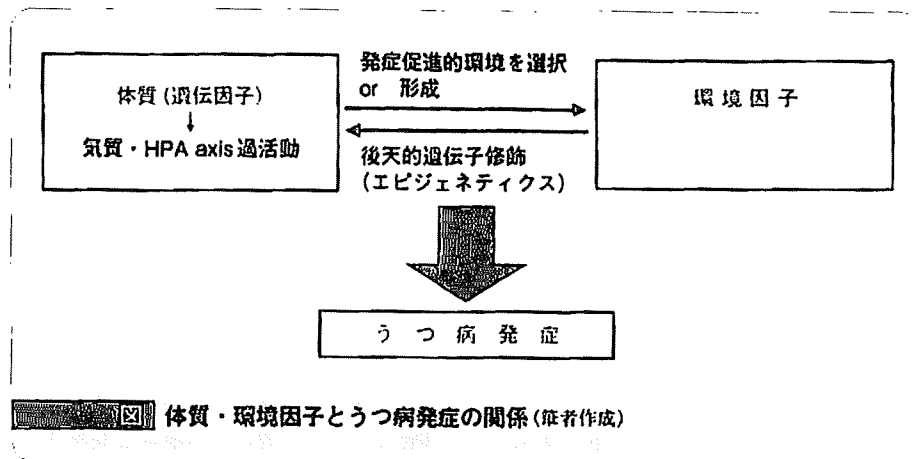 発症促進的環境を選択
or 形成
体質(遺伝因子)
↓
気質・HPA axis過活動
環境因子
後天的遺伝子修飾
(エピジェネティクス)
うつ病発症
図 体質・環境因子とうつ病発症の関係(筆者作成)